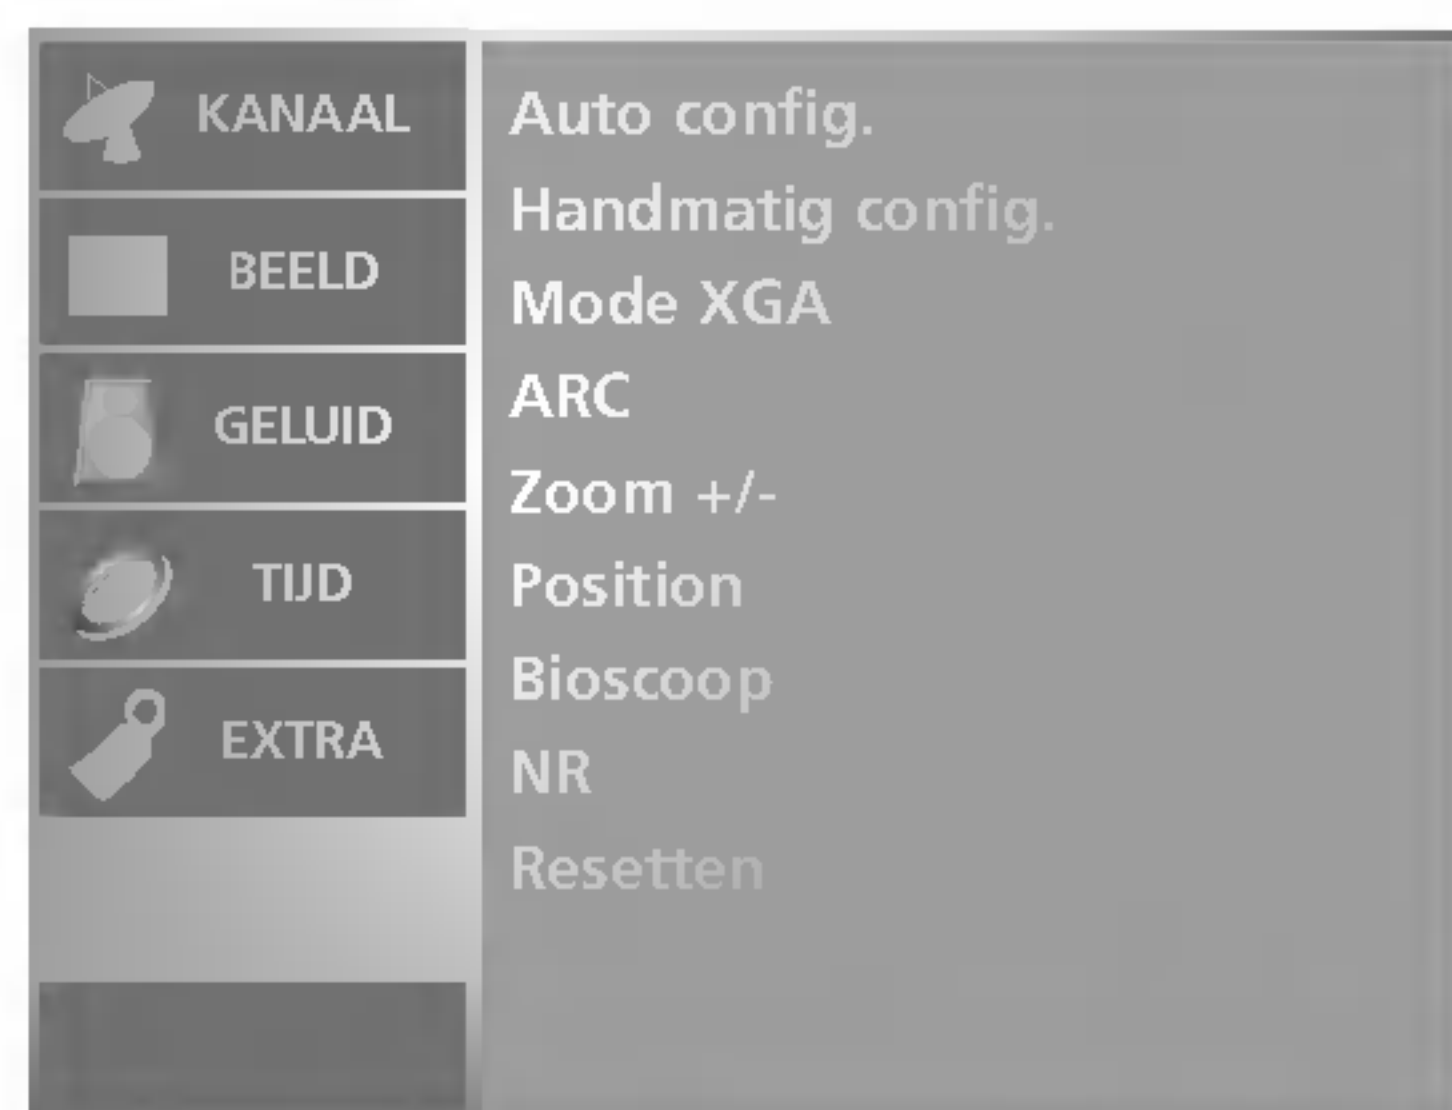 KANAAL
BEELD
GELUID
TIJD
EXTRA
Auto config.
Handmatig config.
Mode XGA
ARC
Zoom +/-
Position
Bioscoop
NR
Resetten